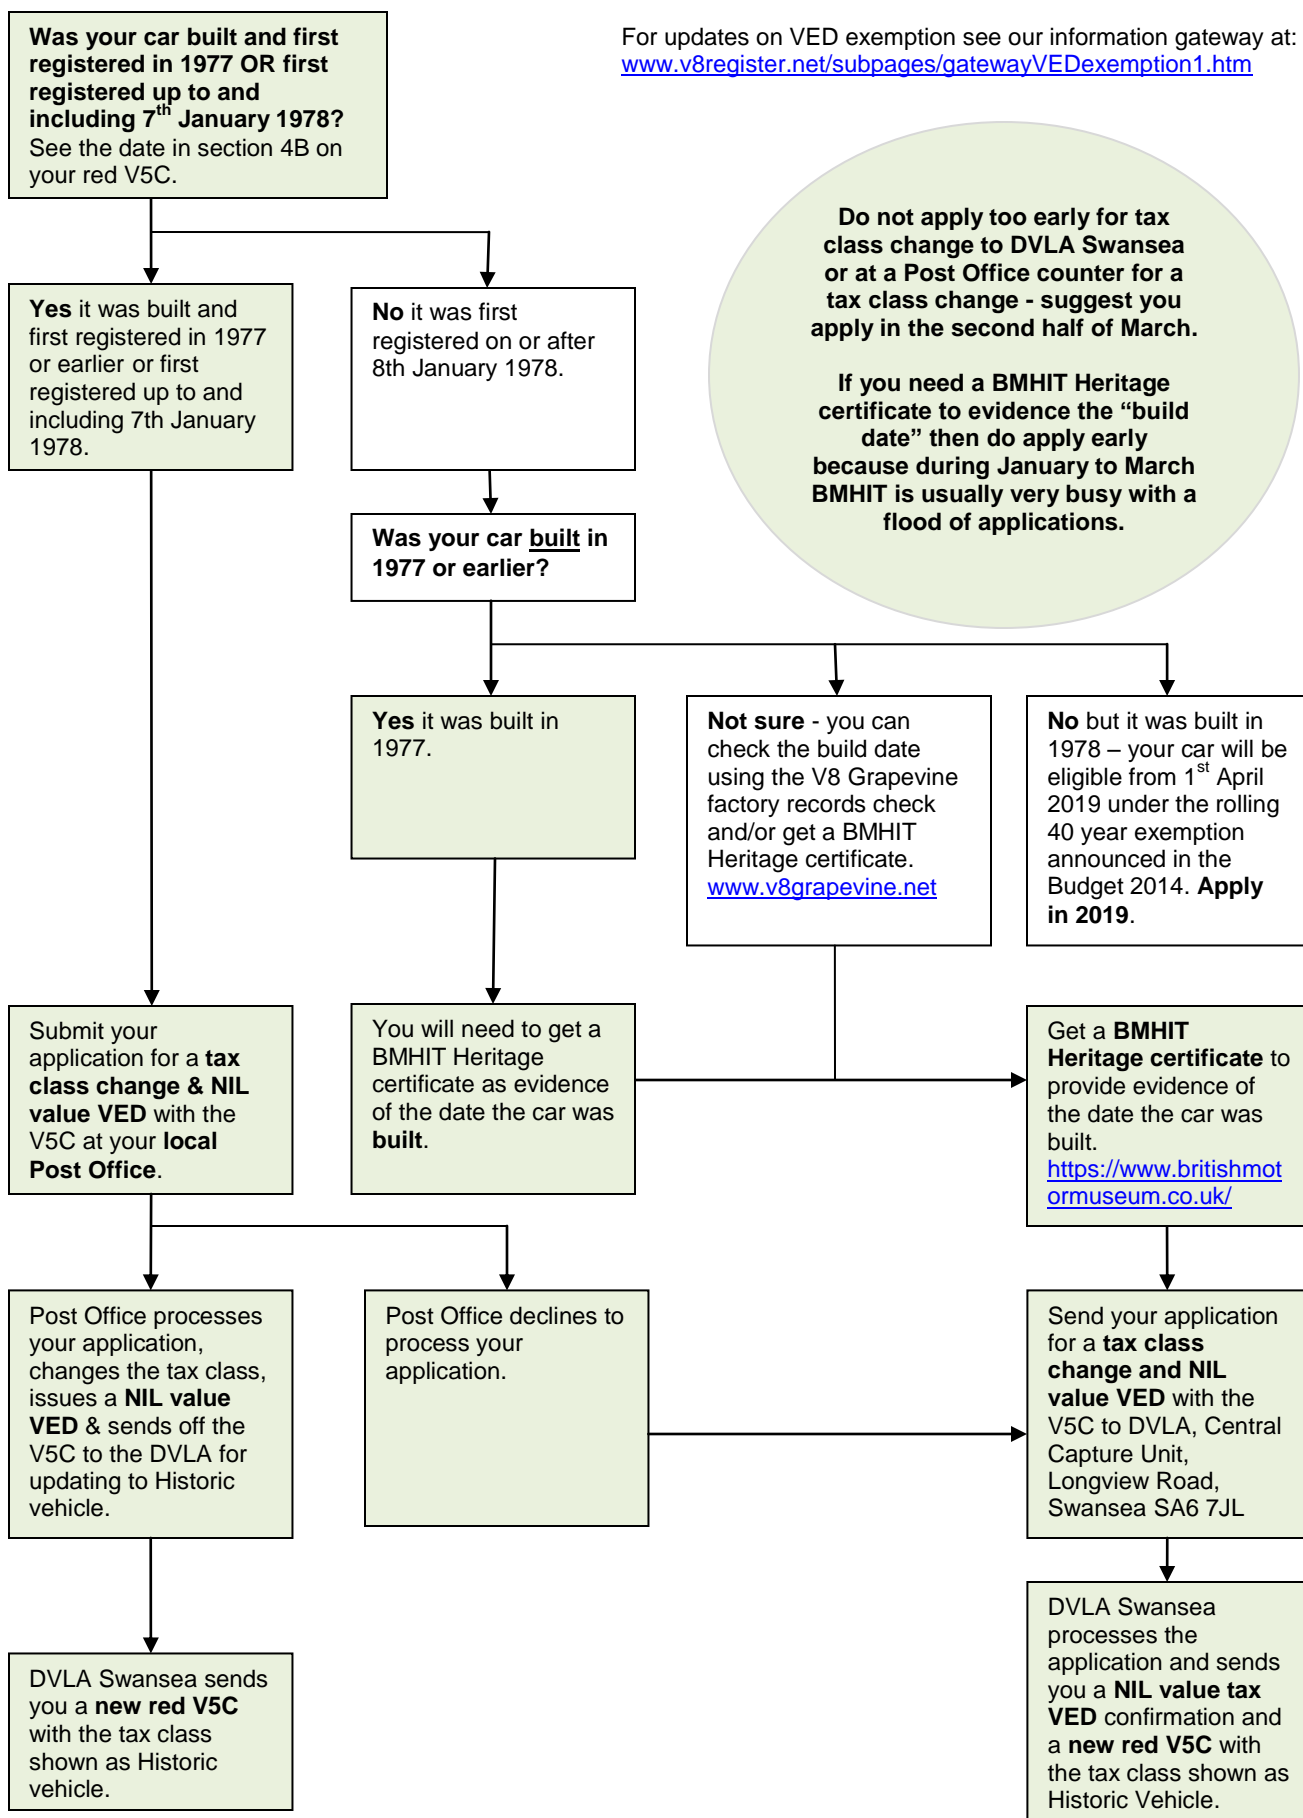 Was your car built and first
registered in 1977 OR first
registered up to and
including 7th January 1978?
See the date in section 4B on
your red V5C.
For updates on VED exemption see our information gateway at:
www.v8register.net/subpages/gatewayVEDexemption1.htm
Do not apply too early for tax
class change to DVLA Swansea
or at a Post Office counter for a
tax class change - suggest you
apply in the second half of March.
If you need a BMHIT Heritage
certificate to evidence the “build
date” then do apply early
because during January to March
BMHIT is usually very busy with a
flood of applications.
Yes it was built and
first registered in 1977
or earlier or first
registered up to and
including 7th January
1978.
No it was first
registered on or after
8th January 1978.
Was your car built in
1977 or earlier?
Yes it was built in
1977.
Not sure - you can
check the build date
using the V8 Grapevine
factory records check
and/or get a BMHIT
Heritage certificate.
www.v8grapevine.net
No but it was built in
1978 – your car will be
eligible from 1st April
2019 under the rolling
40 year exemption
announced in the
Budget 2014. Apply
in 2019.
Submit your
application for a tax
class change & NIL
value VED with the
V5C at your local
Post Office.
You will need to get a
BMHIT Heritage
certificate as evidence
of the date the car was
built.
Get a BMHIT
Heritage certificate to
provide evidence of
the date the car was
built.
https://www.britishmot
ormuseum.co.uk/
Post Office processes
your application,
changes the tax class,
issues a NIL value
VED & sends off the
V5C to the DVLA for
updating to Historic
vehicle.
Post Office declines to
process your
application.
Send your application
for a tax class
change and NIL
value VED with the
V5C to DVLA, Central
Capture Unit,
Longview Road,
Swansea SA6 7JL
DVLA Swansea sends
you a new red V5C
with the tax class
shown as Historic
vehicle.
DVLA Swansea
processes the
application and sends
you a NIL value tax
VED confirmation and
a new red V5C with
the tax class shown as
Historic Vehicle.